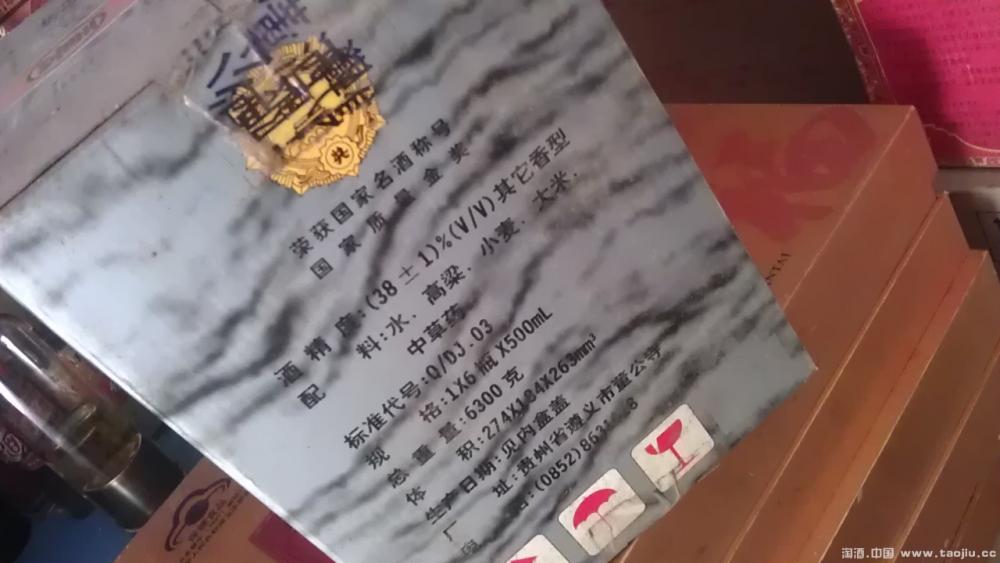 荣获国家名酒称号
国家质量金奖
酒精度:(38±1)%(V/V)其它香型
配料:水、高粱、小麦、大米、
中草药
标准代号:Q/DJ.03
规格:1X6瓶X500mL
总重量:6300克
体积:274X184X263mm³
生产日期:见内盒盖
厂址:贵州省遵义市董公寺
(0852)863
淘酒.中国 www.taojiu.cc